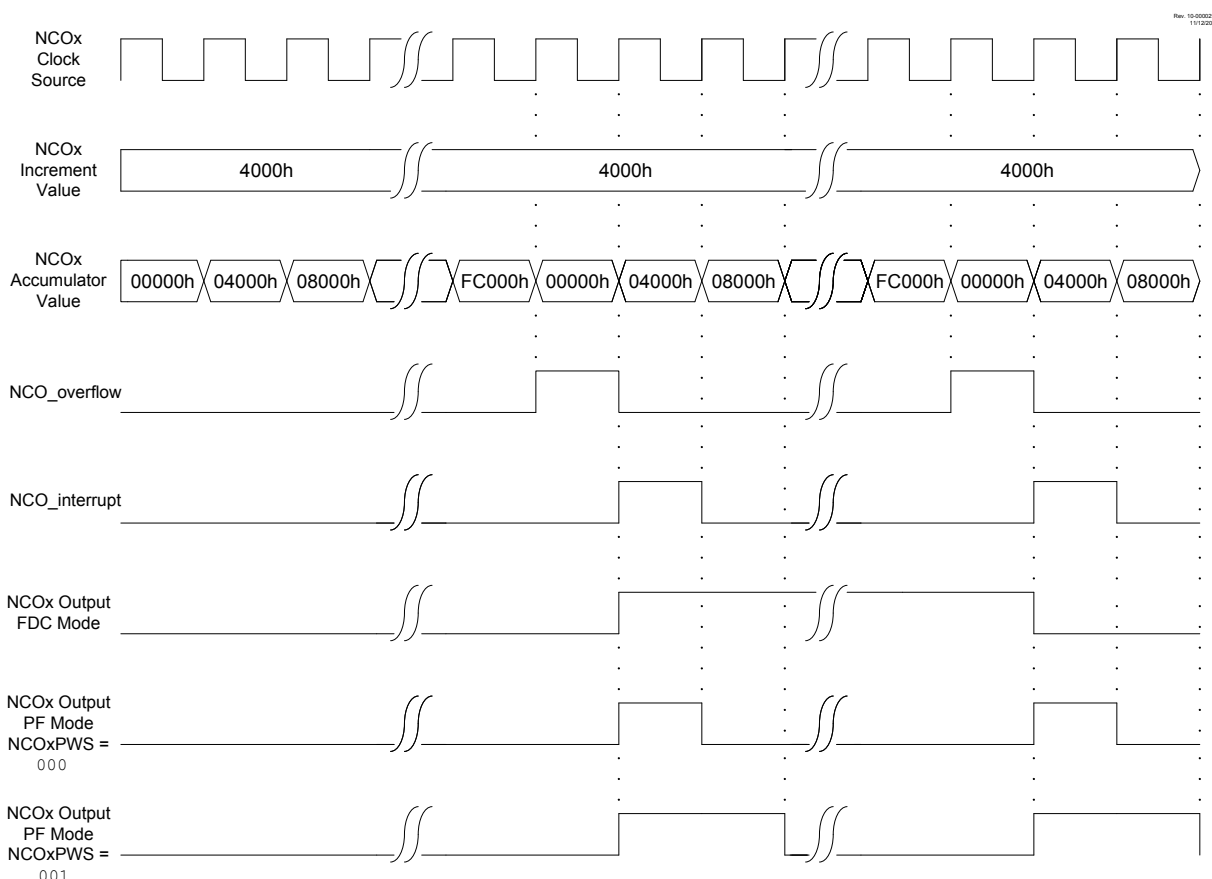 Rev. 10-00002
11/12/20
NCOx
Clock
Source
NCOx
Increment
Value
4000h 4000h 4000h
NCOx
Accumulator
Value
00000h 04000h 08000h FC000h 00000h 04000h 08000h FC000h 00000h 04000h 08000h
NCO_overflow
NCO_interrupt
NCOx Output
FDC Mode
NCOx Output
PF Mode
NCOxPWS =
000
NCOx Output
PF Mode
NCOxPWS =
001